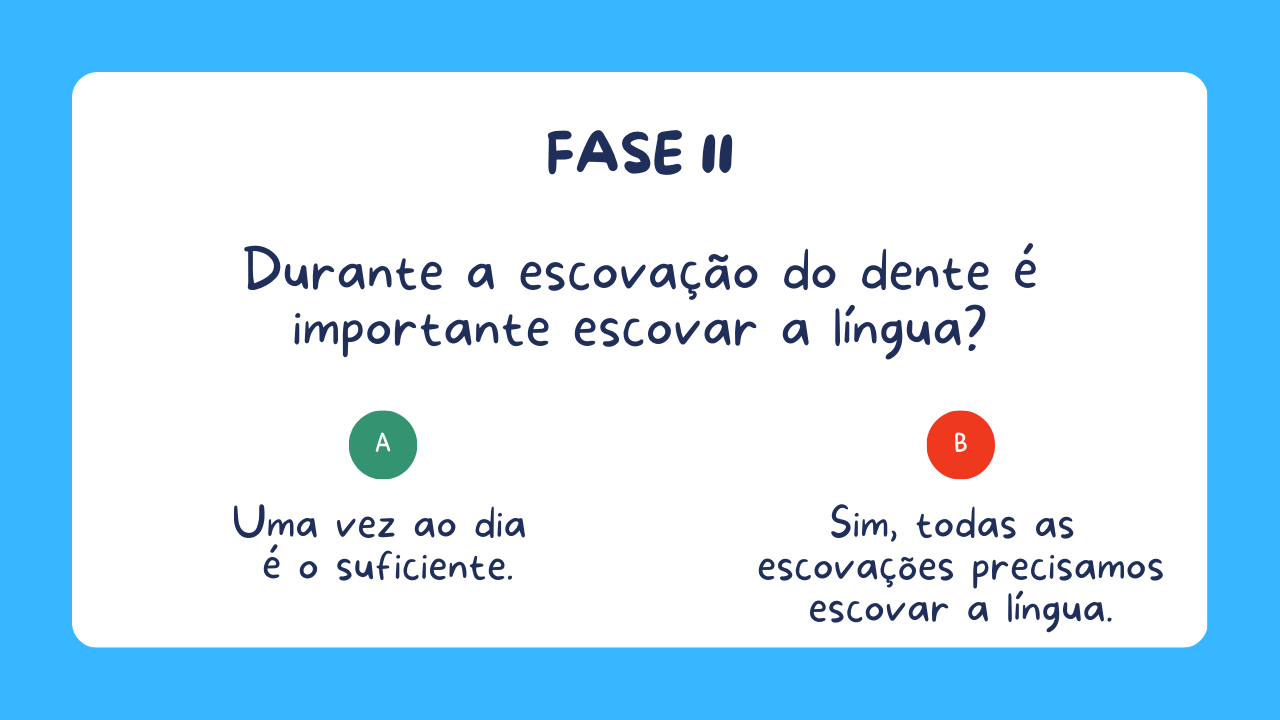 FASE II
Durante a escovação do dente é
importante escovar a língua?
A
Uma vez ao dia
é o suficiente.
B
Sim, todas as
escovações precisamos
escovar a língua.